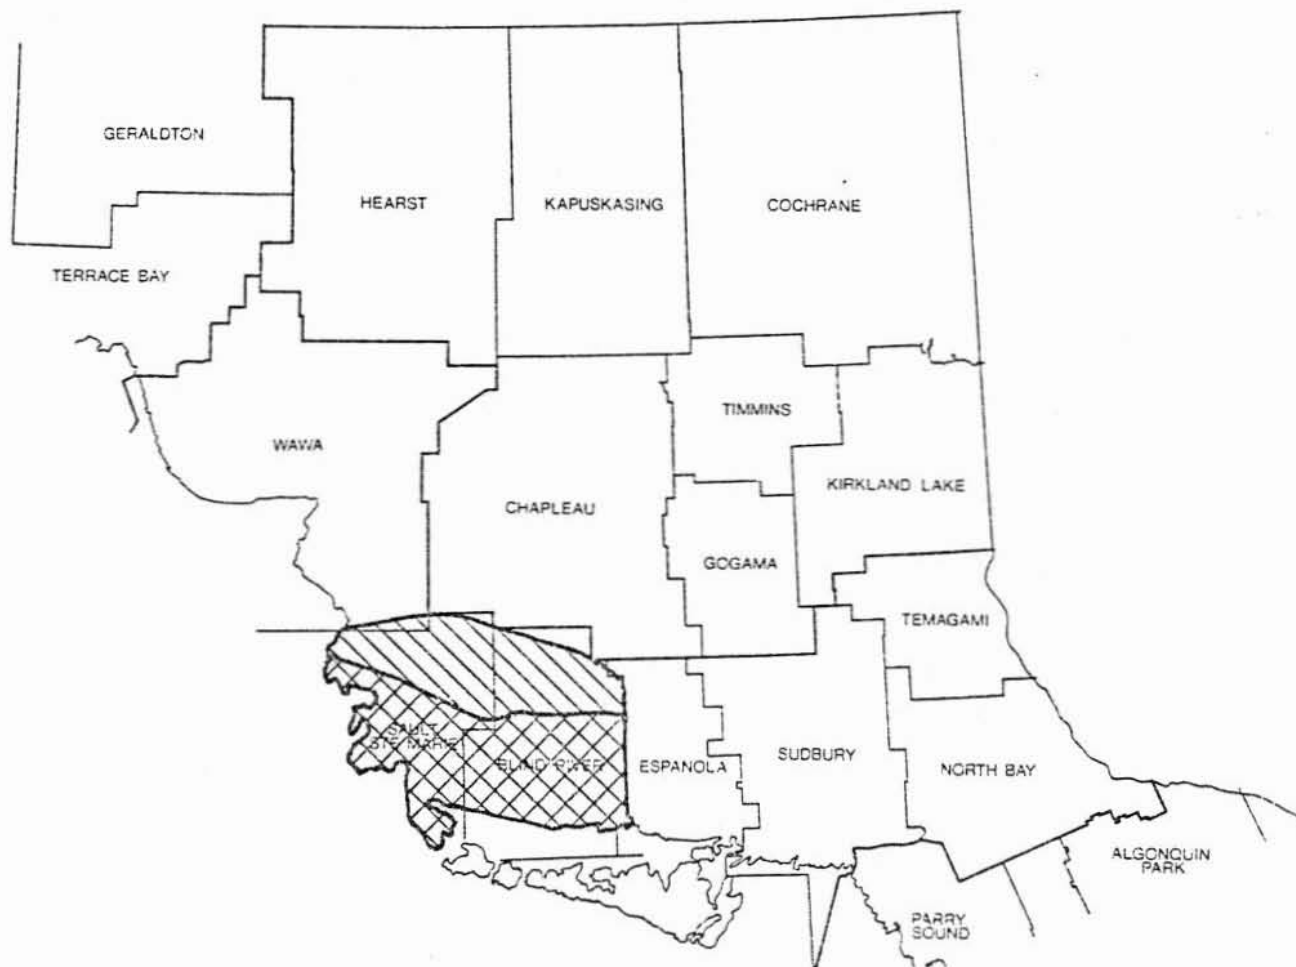 GERALDTON
HEARST
KAPUSKASING
COCHRANE
TERRACE BAY
TIMMINS
WAWA
KIRKLAND LAKE
CHAPLEAU
GOGAMA
TEMAGAMI
SAULT
STE MARIE
BLIND RIVER
ESPANOLA
SUDBURY
NORTH BAY
ALGONQUIN
PARK
PARRY
SOUND